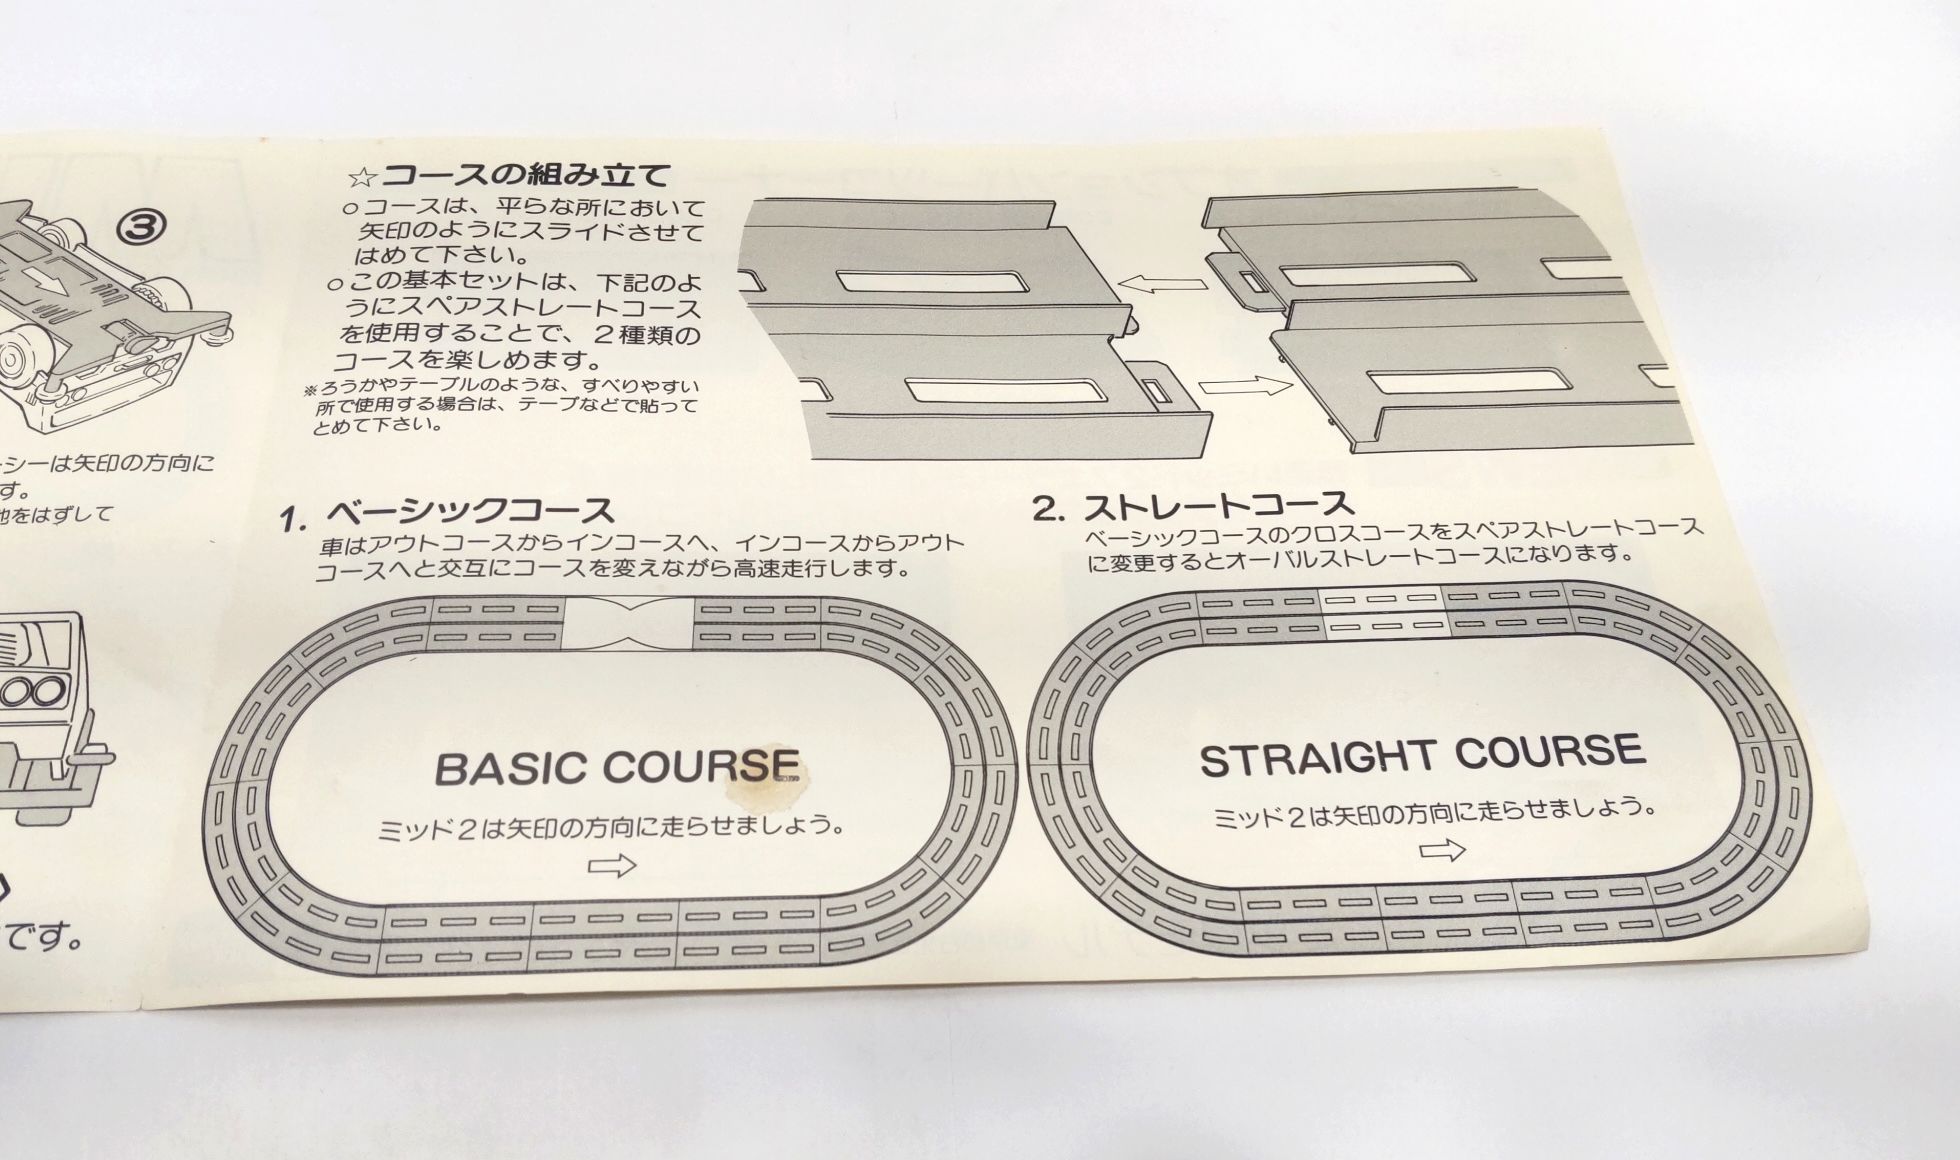 ③
ーシーは矢印の方向に
す。
池をはずして
です。
☆コースの組み立て
○コースは、平らな所において
矢印のようにスライドさせて
はめて下さい。
○この基本セットは、下記のよ
うにスペアストレートコース
を使用することで、2種類の
コースを楽しめます。
※ろうかやテーブルのような、すべりやすい
所で使用する場合は、テープなどで貼って
とめて下さい。
1. ベーシックコース
車はアウトコースからインコースへ、インコースからアウト
コースへと交互にコースを変えながら高速走行します。
BASIC COURSE
ミッド2は矢印の方向に走らせましょう。
2. ストレートコース
ベーシックコースのクロスコースをスペアストレートコース
に変更するとオーバルストレートコースになります。
STRAIGHT COURSE
ミッド2は矢印の方向に走らせましょう。